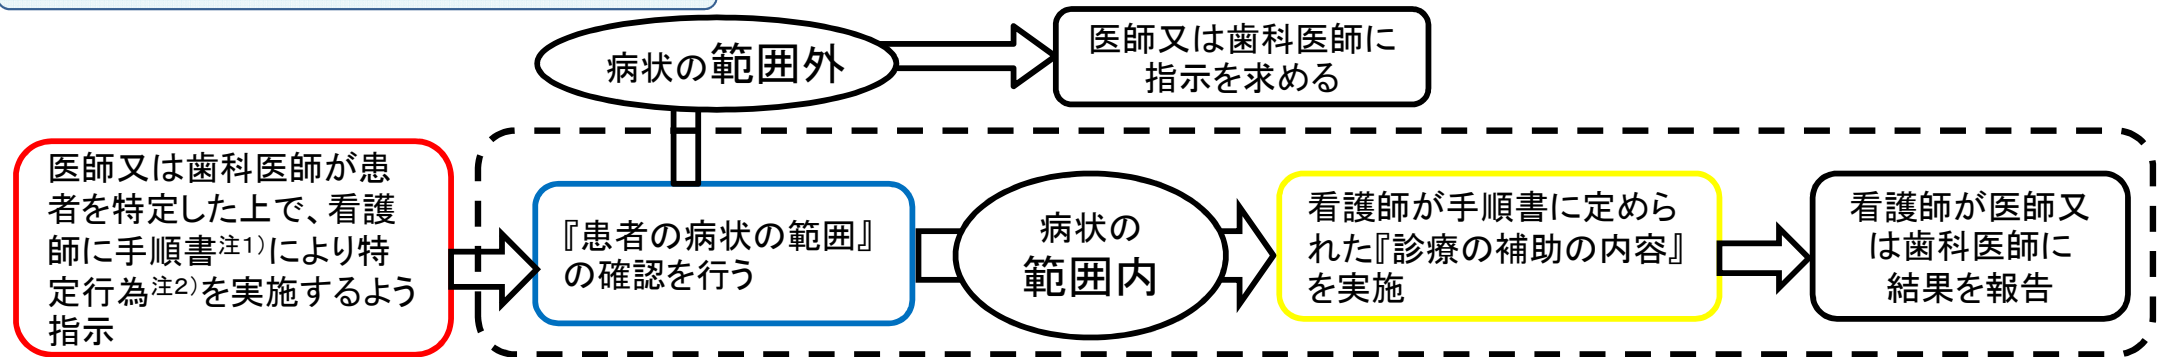 病状の範囲外
医師又は歯科医師に
指示を求める
医師又は歯科医師が患
者を特定した上で、看護
師に手順書注1)により特
定行為注2)を実施するよう
指示
『患者の病状の範囲』
の確認を行う
病状の
範囲内
看護師が手順書に定めら
れた『診療の補助の内容』
を実施
看護師が医師又
は歯科医師に
結果を報告